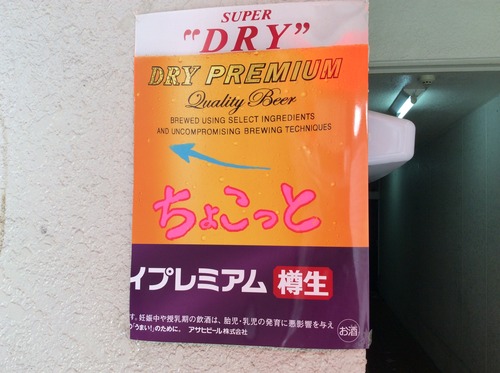 SUPER
"DRY"
DRY PREMIUM
Quality Beer
BREWED USING SELECT INGREDIENTS
AND UNCOMPROMISING BREWING TECHNIQUES
ちょこっと
イプレミアム 樽生
す。妊娠中や授乳期の飲酒は、胎児・乳児の発育に悪影響を与え
「うまい!」のために。 アサヒビール株式会社
お酒